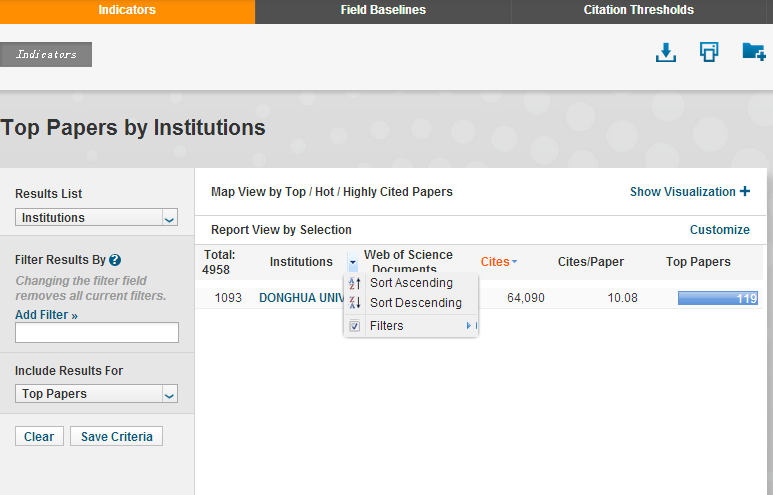 Indicators
Field Baselines
Citation Thresholds
Indicators
Top Papers by Institutions
Results List
Institutions
Filter Results By ?
Changing the filter field
removes all current filters.
Add Filter »
Include Results For
Top Papers
Clear
Save Criteria
Map View by Top / Hot / Highly Cited Papers
Show Visualization +
Report View by Selection
Customize
Total:
4958
Institutions
Web of Science
Documents
Cites
Cites/Paper
Top Papers
1093
DONGHUA UNIV
64,090
10.08
119
Sort Ascending
Sort Descending
Filters